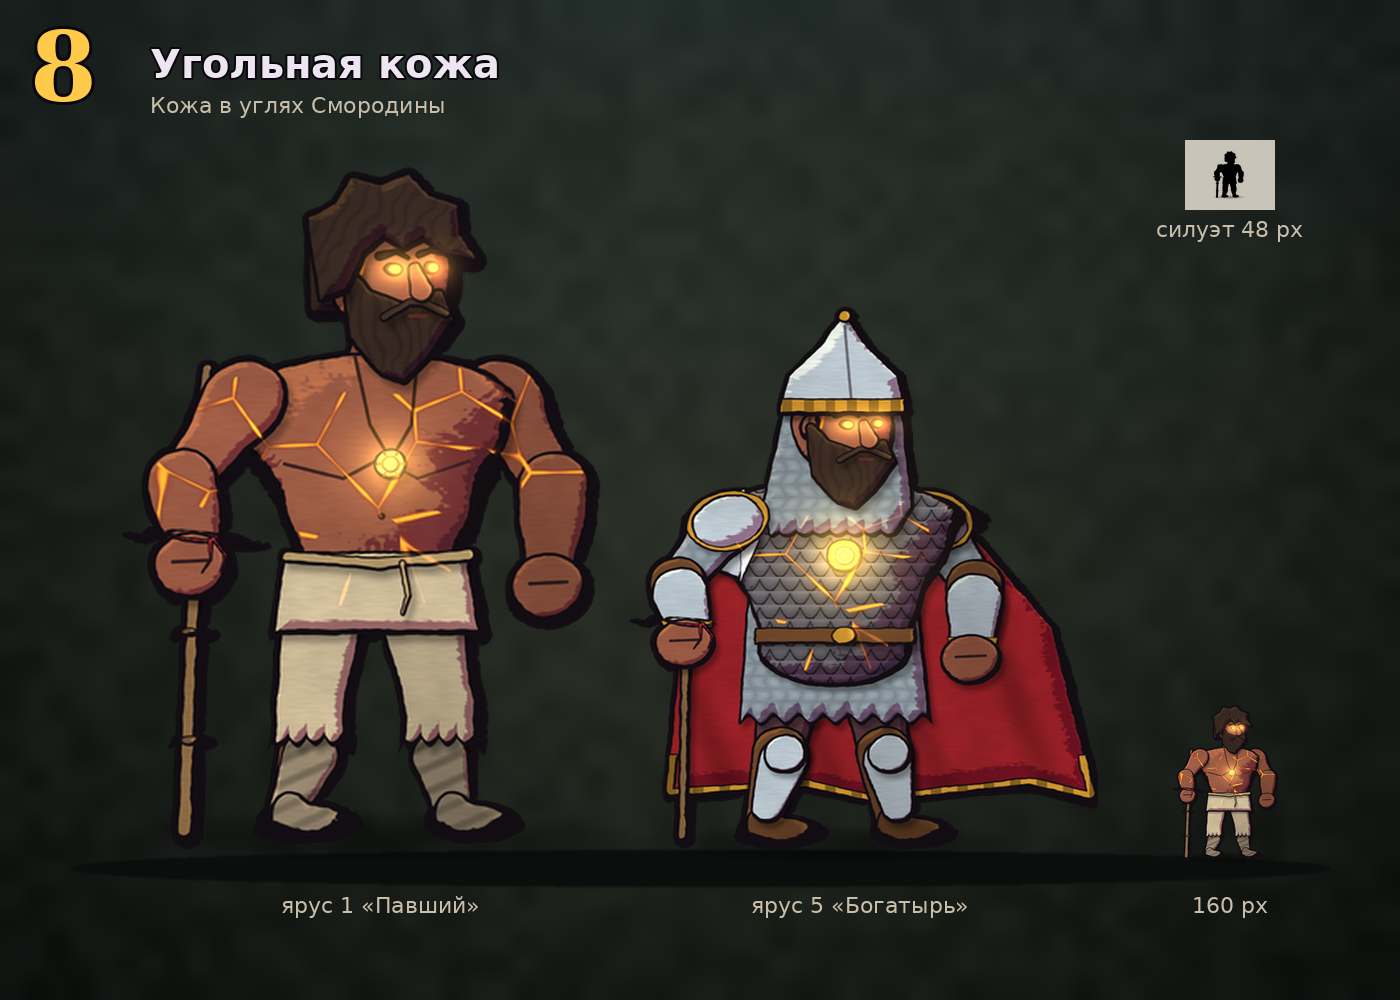 8
Угольная кожа
Кожа в углях Смородины
силуэт 48 px
ярус 1 «Павший»
ярус 5 «Богатырь»
160 px